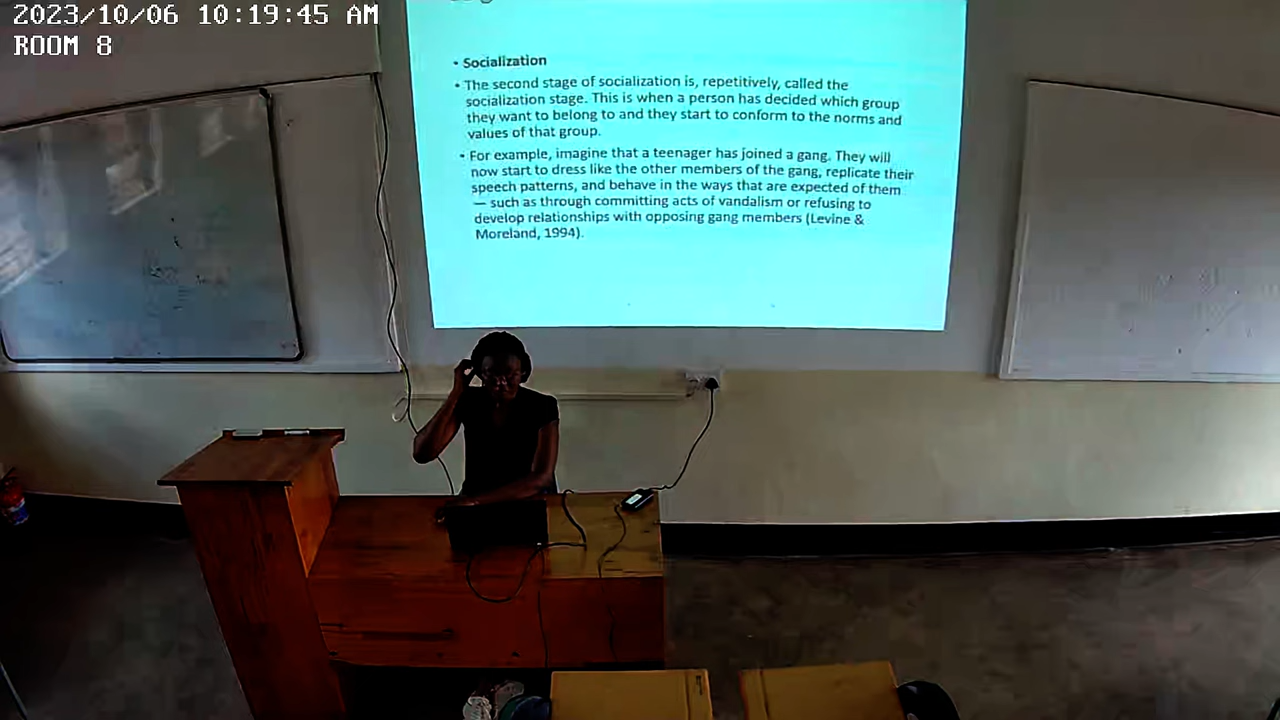 2023/10/06 10:19:45 AM
ROOM 8
• Socialization
• The second stage of socialization is, repetitively, called the
socialization stage. This is when a person has decided which group
they want to belong to and they start to conform to the norms and
values of that group.
• For example, imagine that a teenager has joined a gang. They will
now start to dress like the other members of the gang, replicate their
speech patterns, and behave in the ways that are expected of them
— such as through committing acts of vandalism or refusing to
develop relationships with opposing gang members (Levine &
Moreland, 1994).